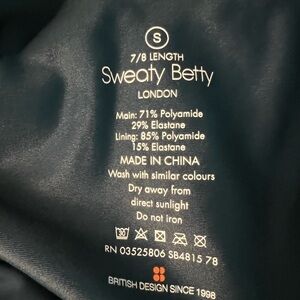 S
7/8 LENGTH
Sweaty Betty
LONDON
Main: 71% Polyamide
29% Elastane
Lining: 85% Polyamide
15% Elastane
MADE IN CHINA
Wash with similar colours
Dry away from
direct sunlight
Do not iron
30
RN 03525806 SB4815 78
BRITISH DESIGN SINCE 1998